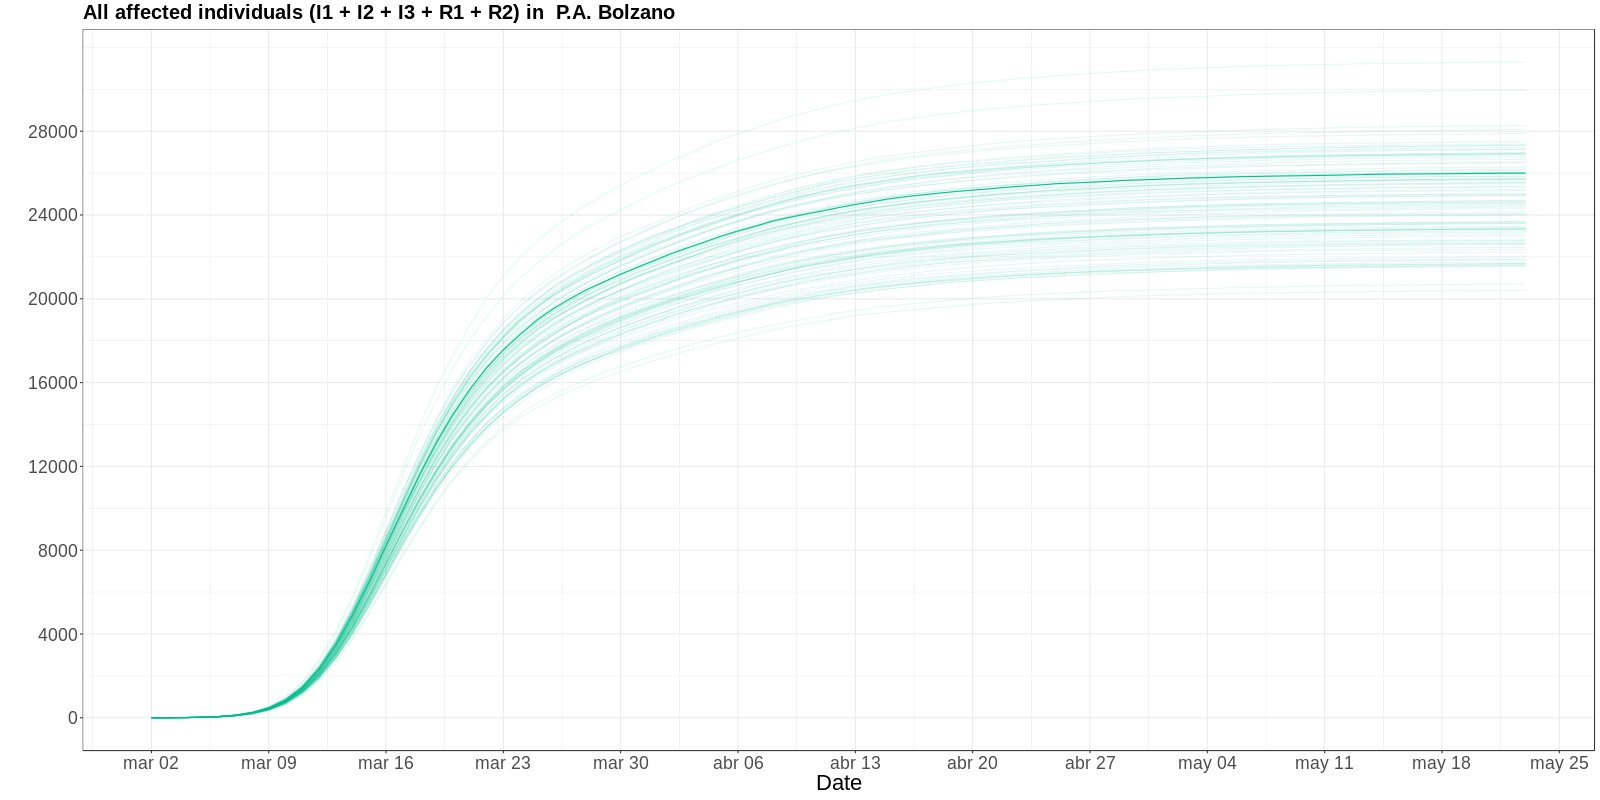 All affected individuals (I1 + I2 + I3 + R1 + R2) in  P.A. Bolzano
28000
24000
20000
16000
12000
8000
4000
0
mar 02 mar 09 mar 16 mar 23 mar 30 abr 06 abr 13 abr 20 abr 27 may 04 may 11 may 18 may 25
Date